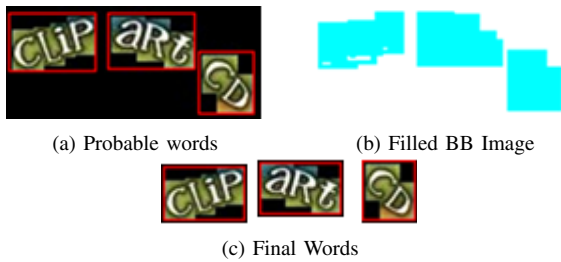 CLiP aRt CD
(a) Probable words (b) Filled BB Image
CLiP aRt CD
(c) Final Words